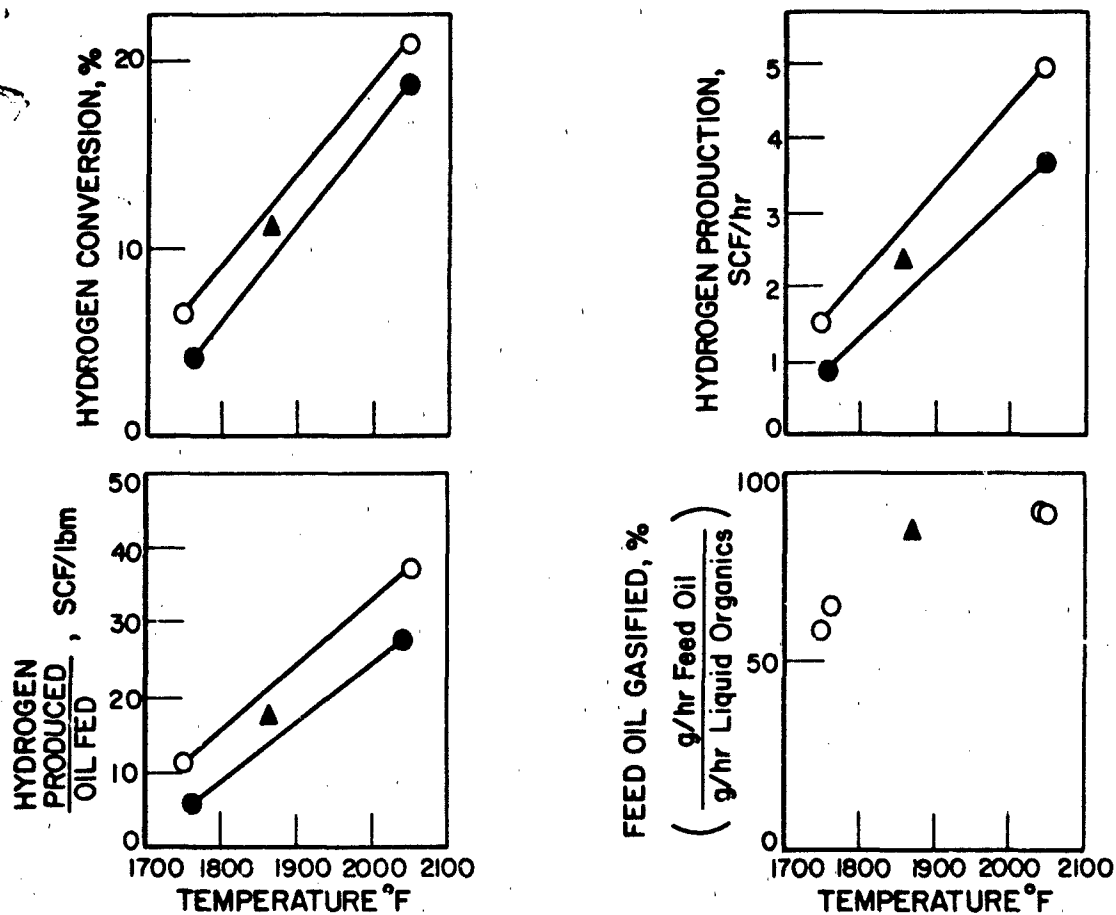 HYDROGEN CONVERSION, %
20
10
0
HYDROGEN PRODUCTION,
SCF/hr
5
4
3
2
1
0
HYDROGEN
PRODUCED
OIL FED
, SCF/lbm
50
40
30
20
10
0
1700 1800 1900 2000 2100
TEMPERATURE °F
FEED OIL GASIFIED, %
( g/hr Feed Oil
g/hr Liquid Organics )
100
50
0
1700 1800 1900 2000 2100
TEMPERATURE °F